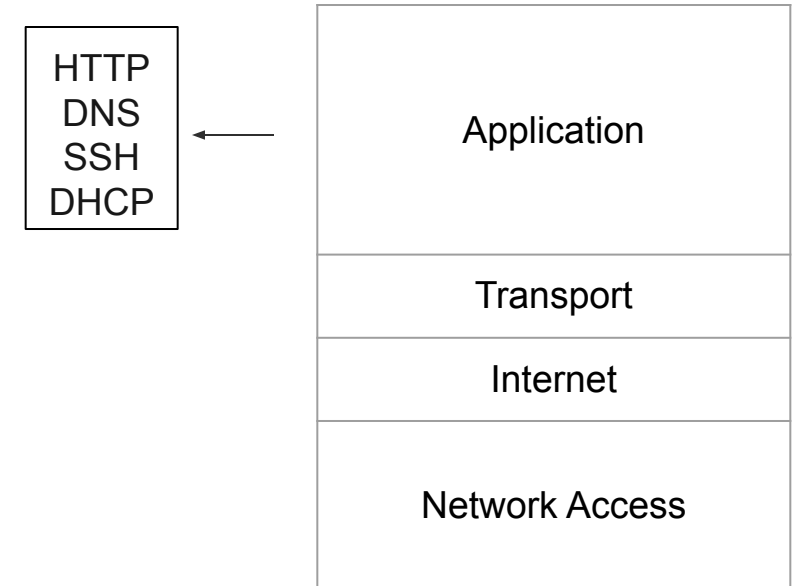 HTTP
DNS
SSH
DHCP
Application
Transport
Internet
Network Access